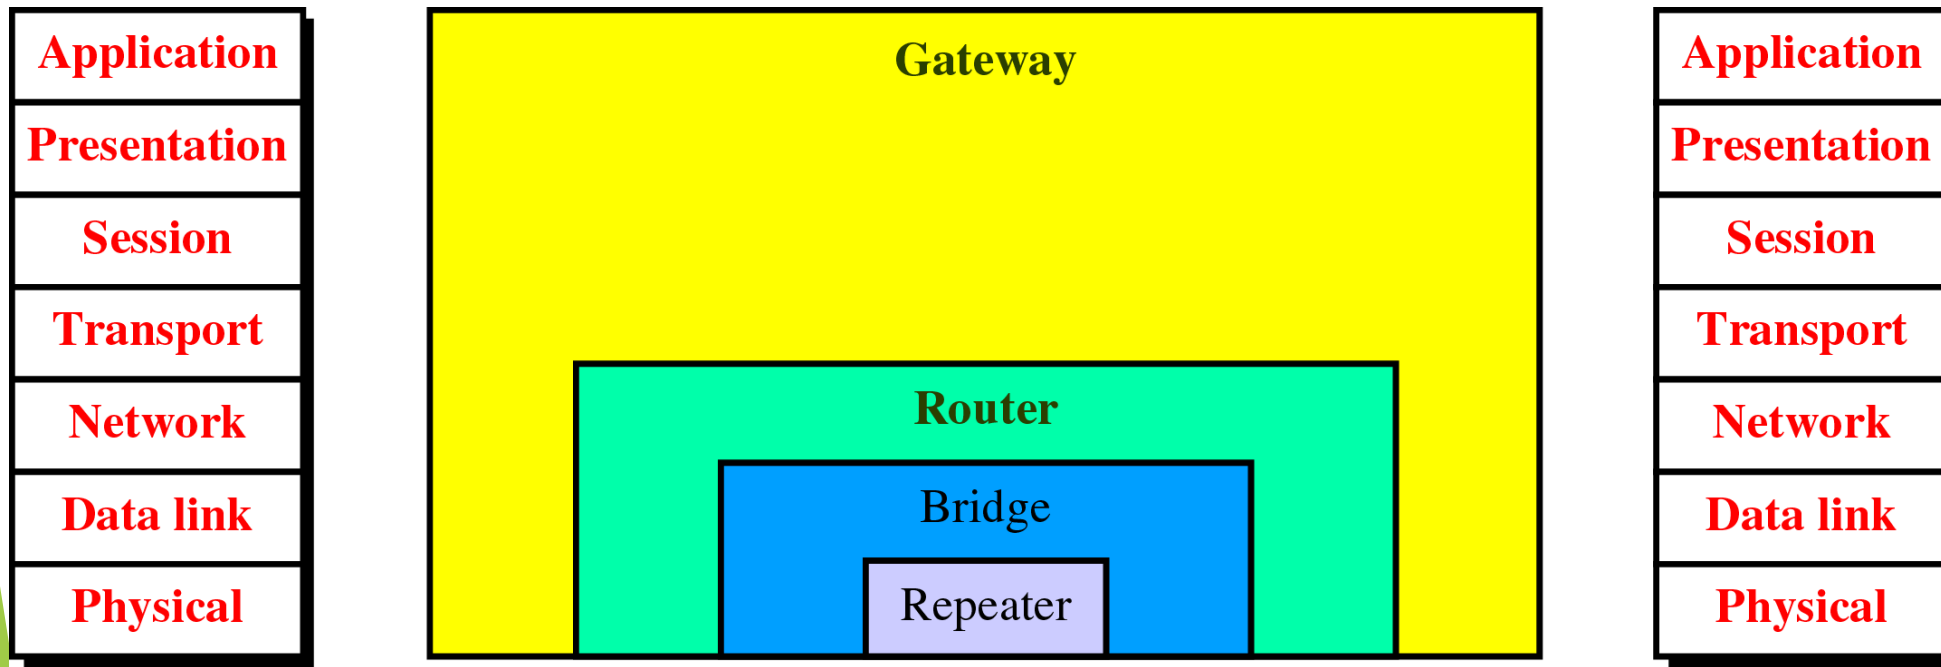 Application
Presentation
Session
Transport
Network
Data link
Physical
Gateway
Router
Bridge
Repeater
Application
Presentation
Session
Transport
Network
Data link
Physical